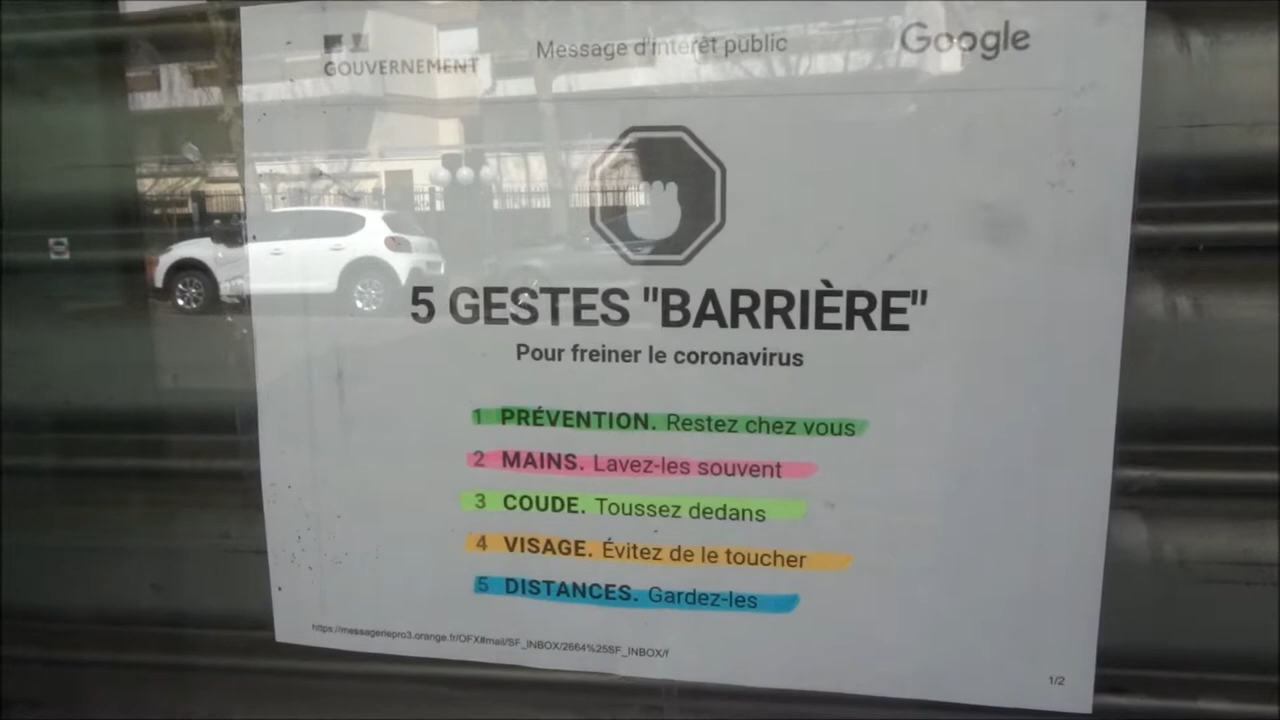 GOUVERNEMENT
Message d'intérêt public
Google
5 GESTES "BARRIÈRE"
Pour freiner le coronavirus
1 PRÉVENTION. Restez chez vous
2 MAINS. Lavez-les souvent
3 COUDE. Toussez dedans
4 VISAGE. Évitez de le toucher
5 DISTANCES. Gardez-les
https://messageriepro3.orange.fr/OFX#mail/SF_INBOX/2664%25SF_INBOX/f
1/2